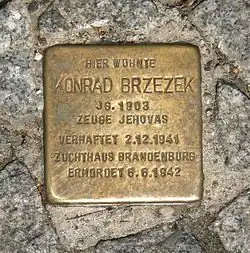 HIER WOHNTE
KONRAD BRZEZEK
JG. 1903
ZEUGE JEHOVAS
VERHAFTET 2.12.1941
ZUCHTHAUS BRANDENBURG
ERMORDET 6.6.1942